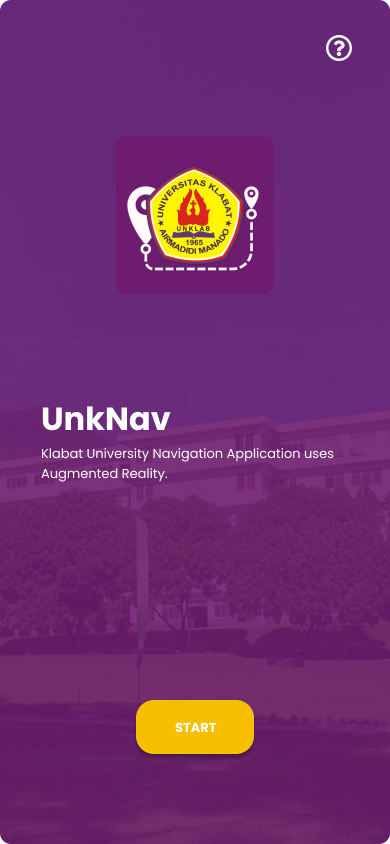 ?
UNIVERSITAS KLABAT
UNKLAB
1965
AIRMADIDI MANADO
UnkNav
Klabat University Navigation Application uses
Augmented Reality.
START